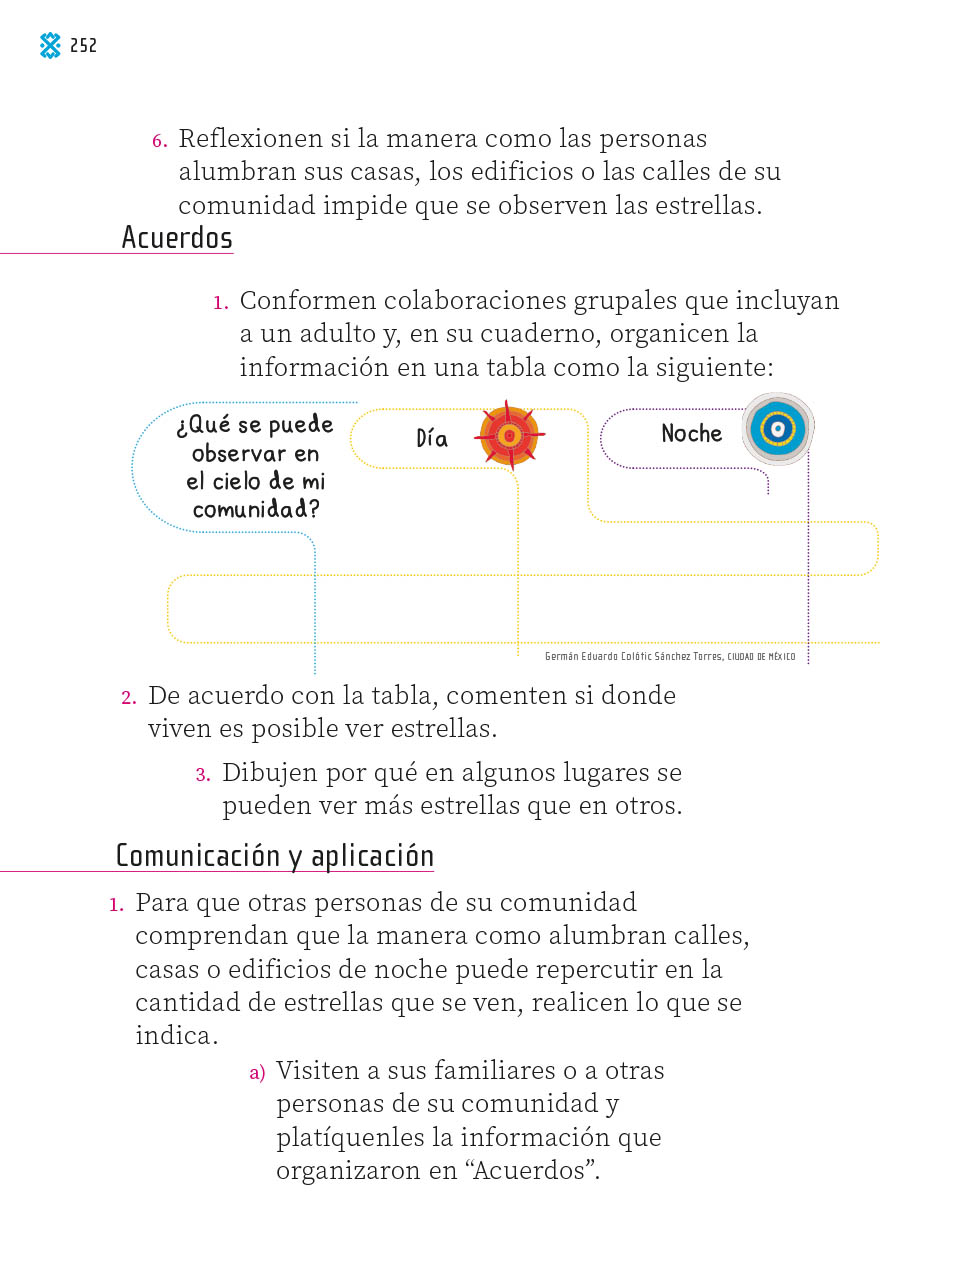 252
6. Reflexionen si la manera como las personas
alumbran sus casas, los edificios o las calles de su
comunidad impide que se observen las estrellas.
Acuerdos
1. Conformen colaboraciones grupales que incluyan
a un adulto y, en su cuaderno, organicen la
información en una tabla como la siguiente:
¿Qué se puede
observar en
el cielo de mi
comunidad?
Día
Noche
Germán Eduardo Colótic Sánchez Torres, CIUDAD DE MÉXICO
2. De acuerdo con la tabla, comenten si donde
viven es posible ver estrellas.
3. Dibujen por qué en algunos lugares se
pueden ver más estrellas que en otros.
Comunicación y aplicación
1. Para que otras personas de su comunidad
comprendan que la manera como alumbran calles,
casas o edificios de noche puede repercutir en la
cantidad de estrellas que se ven, realicen lo que se
indica.
a) Visiten a sus familiares o a otras
personas de su comunidad y
platíquenles la información que
organizaron en “Acuerdos”.